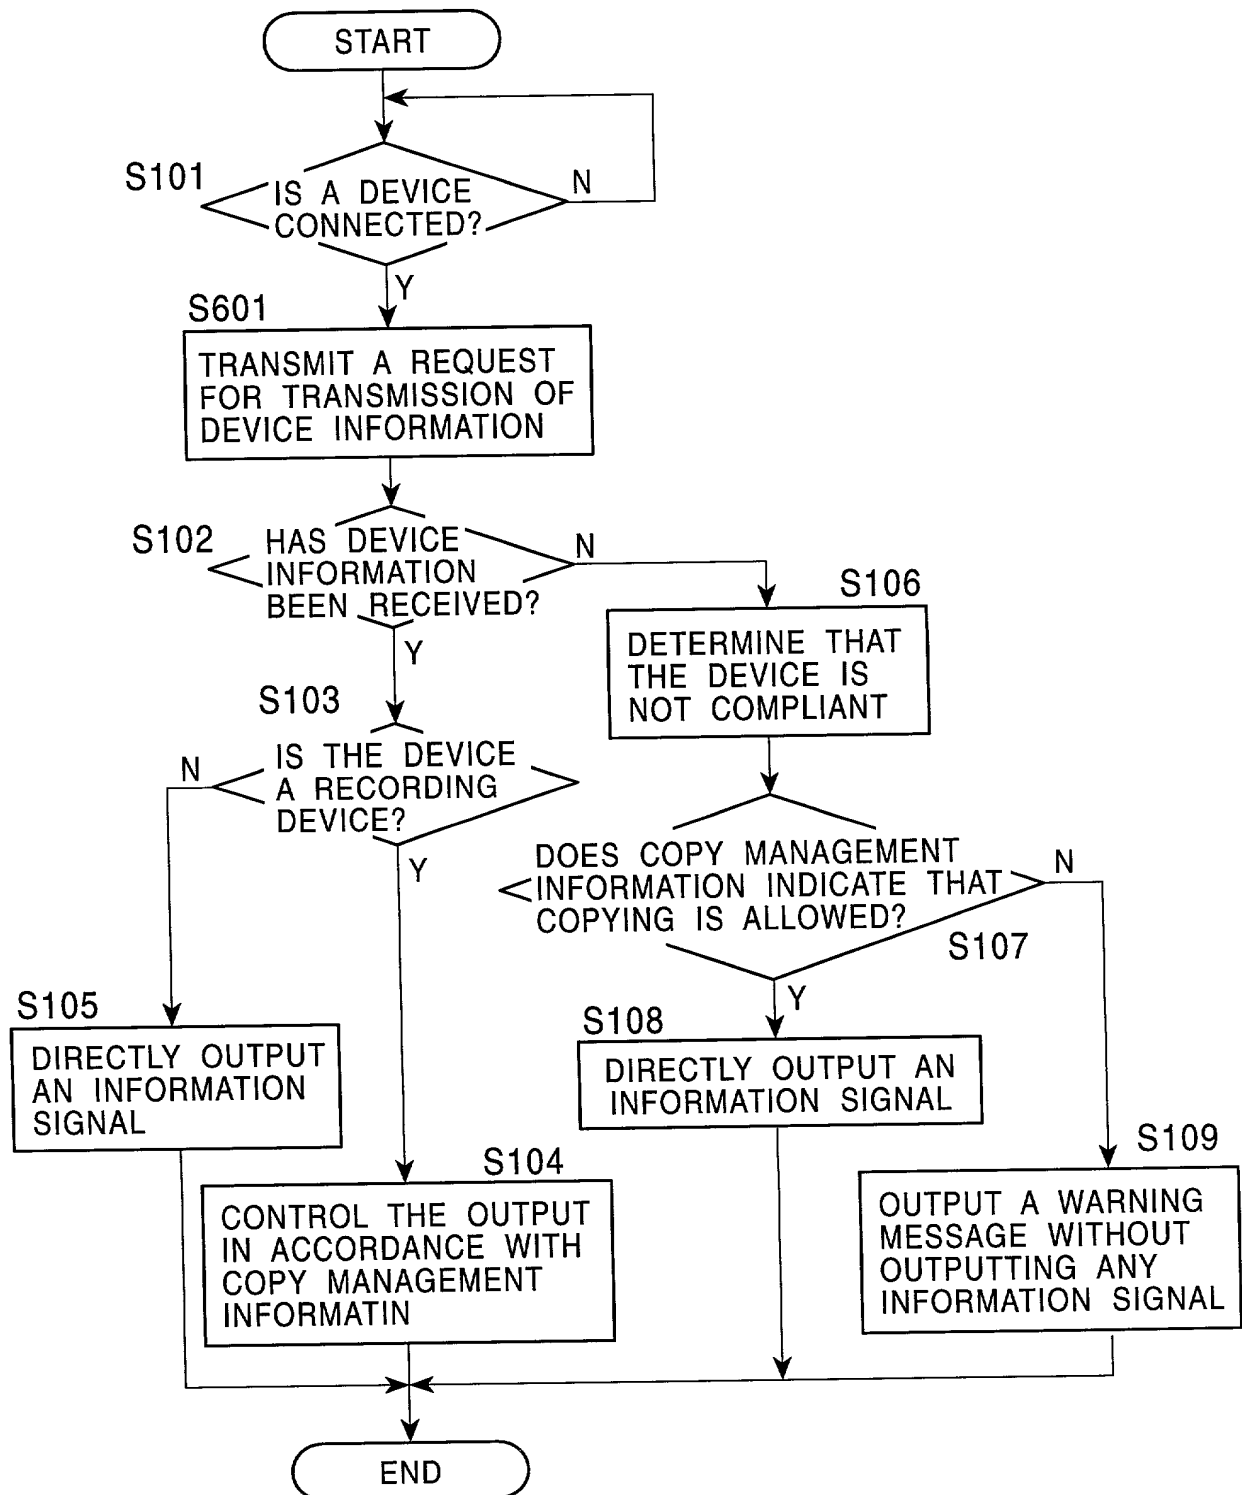 START
S101
IS A DEVICE
CONNECTED?
N
Y
S601
TRANSMIT A REQUEST
FOR TRANSMISSION OF
DEVICE INFORMATION
S102
HAS DEVICE
INFORMATION
BEEN RECEIVED?
N
Y
S106
DETERMINE THAT
THE DEVICE IS
NOT COMPLIANT
S103
IS THE DEVICE
A RECORDING
DEVICE?
N
Y
DOES COPY MANAGEMENT
INFORMATION INDICATE THAT
COPYING IS ALLOWED?
N
S107
Y
S105
DIRECTLY OUTPUT
AN INFORMATION
SIGNAL
S108
DIRECTLY OUTPUT AN
INFORMATION SIGNAL
S104
CONTROL THE OUTPUT
IN ACCORDANCE WITH
COPY MANAGEMENT
INFORMATIN
S109
OUTPUT A WARNING
MESSAGE WITHOUT
OUTPUTTING ANY
INFORMATION SIGNAL
END